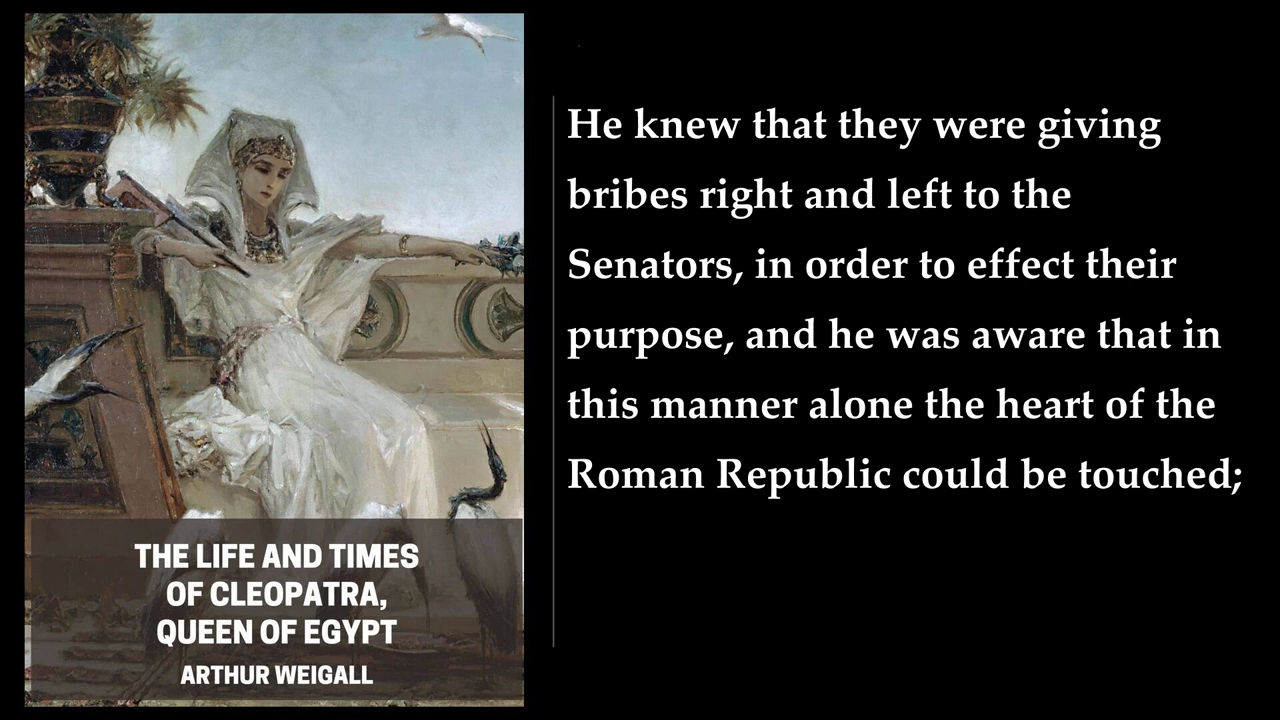 He knew that they were giving
bribes right and left to the
Senators, in order to effect their
purpose, and he was aware that in
this manner alone the heart of the
Roman Republic could be touched;
THE LIFE AND TIMES
OF CLEOPATRA,
QUEEN OF EGYPT
ARTHUR WEIGALL